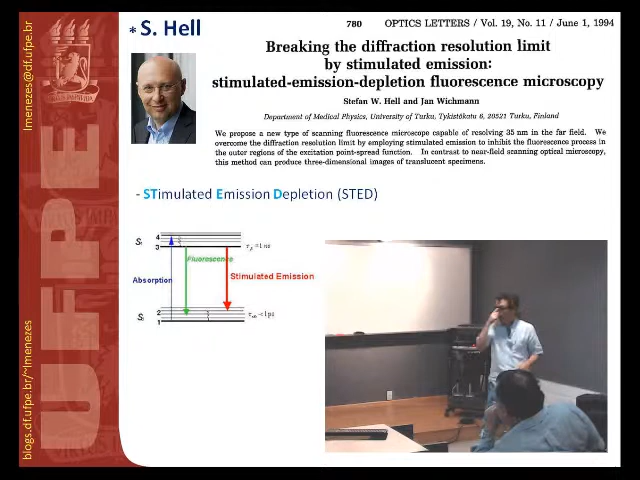 * S. Hell
780 OPTICS LETTERS / Vol. 19, No. 11 / June 1, 1994
Breaking the diffraction resolution limit
by stimulated emission:
stimulated-emission-depletion fluorescence microscopy
Stefan W. Hell and Jan Wichmann
Department of Medical Physics, University of Turku, Tykistökatu 6, 20521 Turku, Finland
We propose a new type of scanning fluorescence microscope capable of resolving 35 nm in the far field. We
overcome the diffraction resolution limit by employing stimulated emission to inhibit the fluorescence process in
the outer regions of the excitation point-spread function. In contrast to near-field scanning optical microscopy,
this method can produce three-dimensional images of translucent specimens.
- STimulated Emission Depletion (STED)
4
3
S₁
Fluorescence
Absorption
Stimulated Emission
2
1
lmenezes@df.ufpe.br
UFPE
blogs.df.ufpe.br/~lmenezes